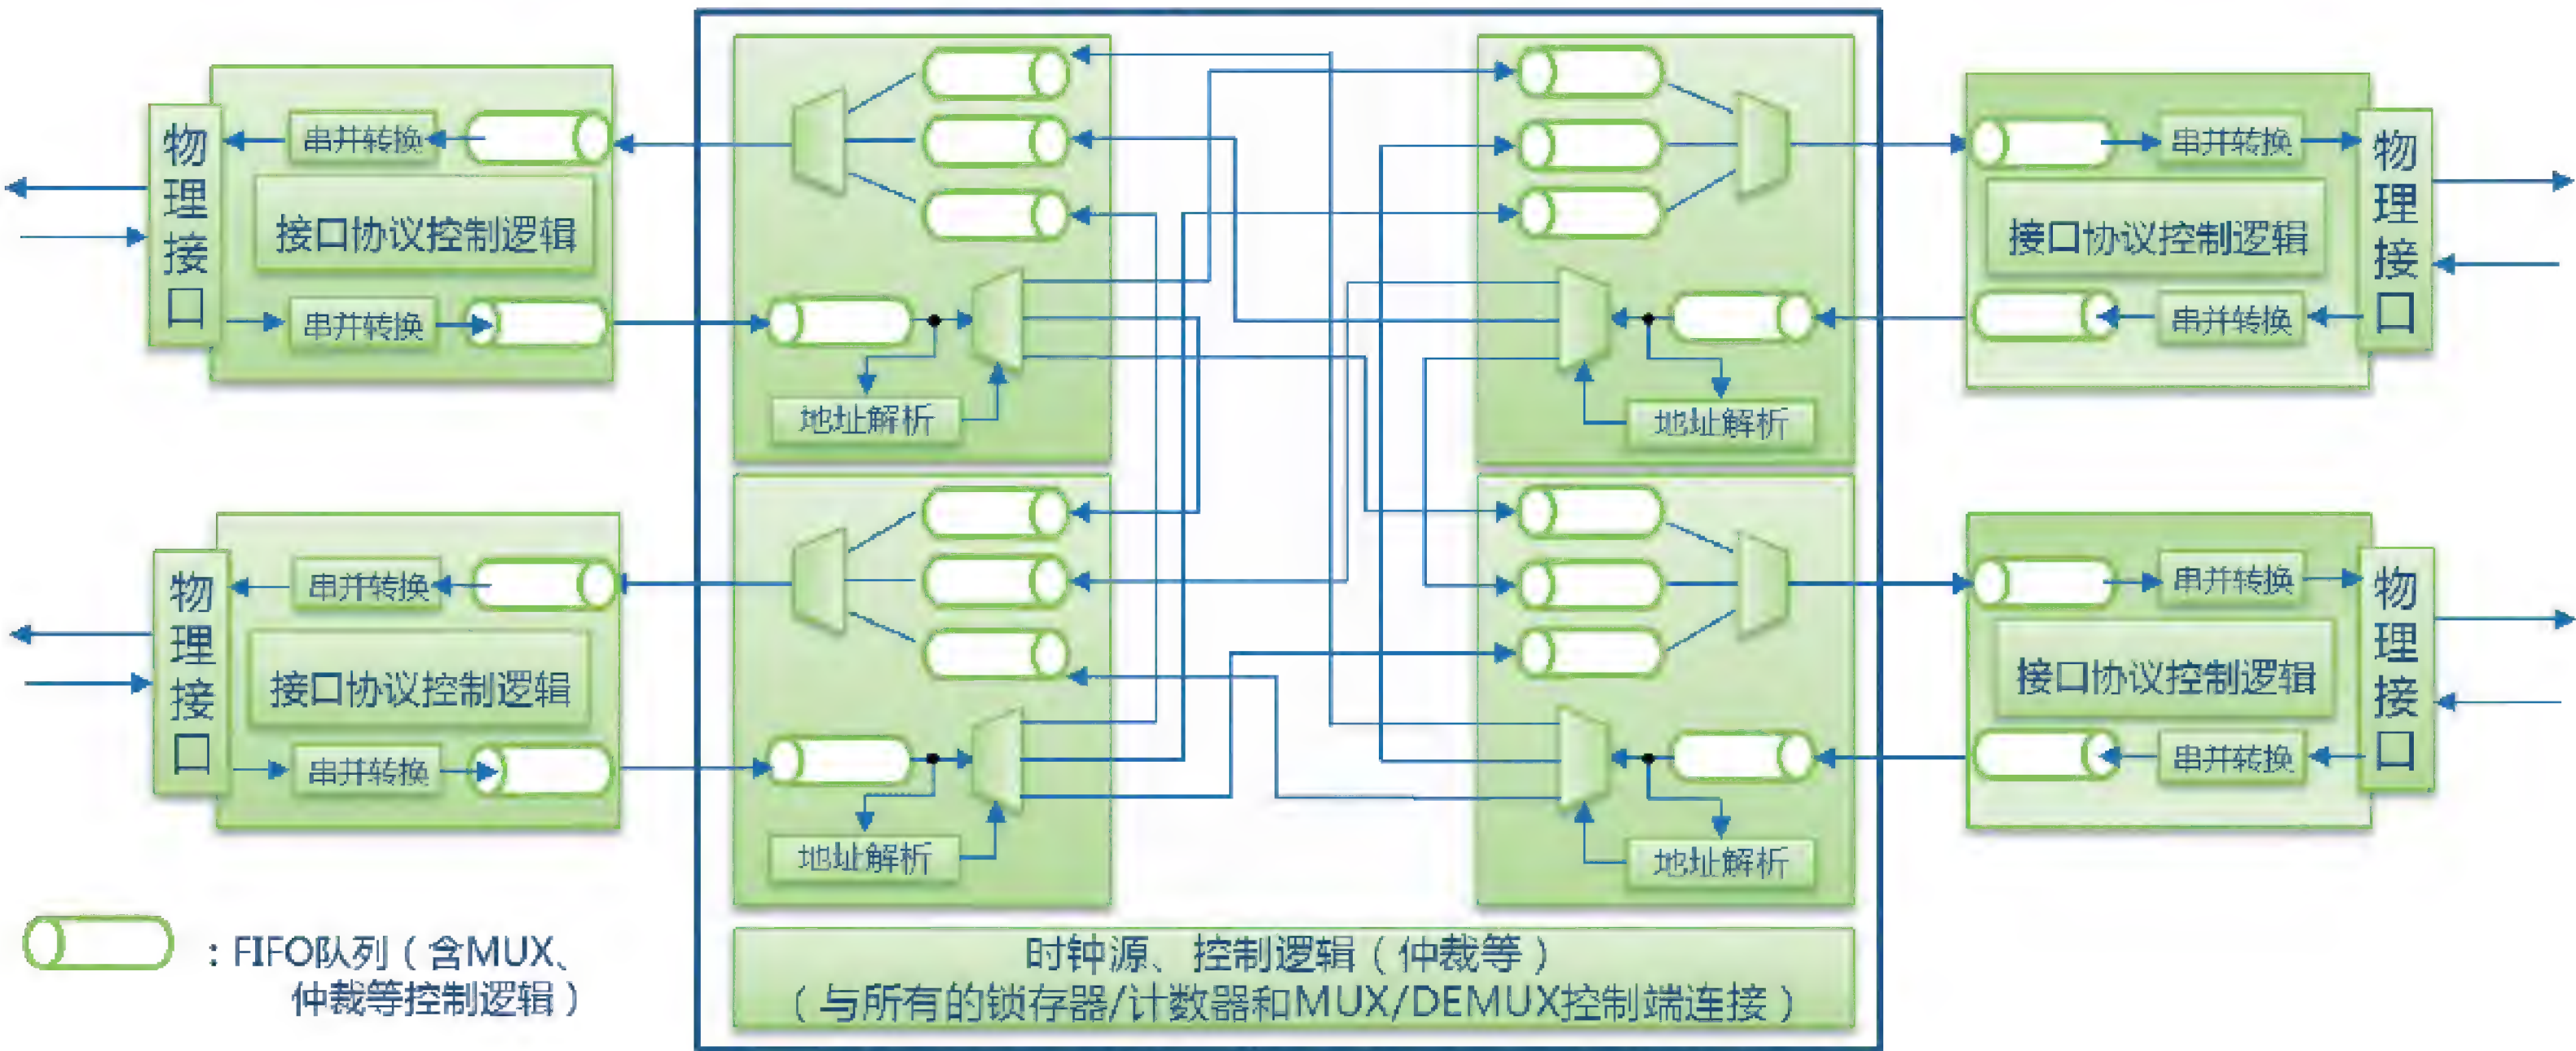 串并转换
物理接口
接口协议控制逻辑
串并转换
地址解析
地址解析
串并转换
物理接口
接口协议控制逻辑
串并转换
串并转换
物理接口
接口协议控制逻辑
串并转换
地址解析
地址解析
串并转换
物理接口
接口协议控制逻辑
串并转换
：FIFO队列（含MUX、
仲裁等控制逻辑）
时钟源、控制逻辑（仲裁等）
（与所有的锁存器/计数器和MUX/DEMUX控制端连接）